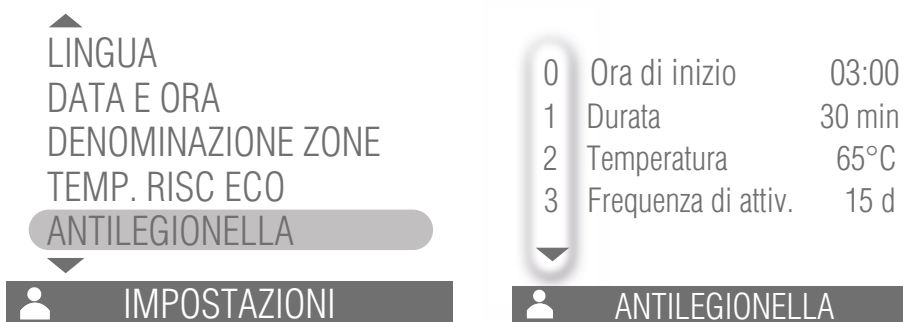 LINGUA
DATA E ORA
DENOMINAZIONE ZONE
TEMP. RISC ECO
ANTILEGIONELLA
IMPOSTAZIONI
0 Ora di inizio 03:00
1 Durata 30 min
2 Temperatura 65°C
3 Frequenza di attiv. 15 d
ANTILEGIONELLA